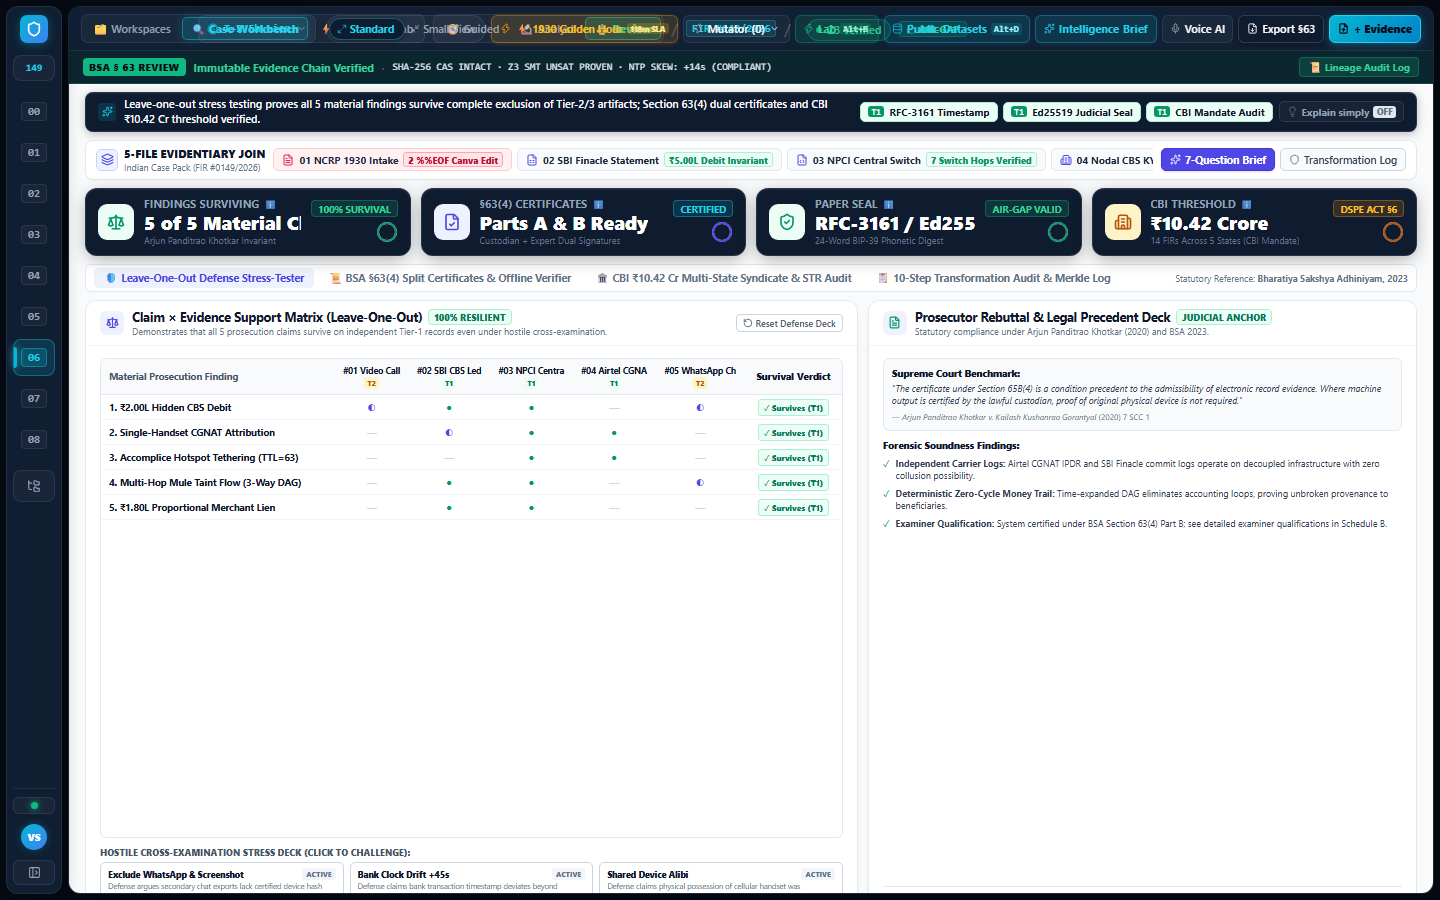 149
Workspaces
Case Workbench
Standard
Small
Guided
1930 Golden Hour
SLA
Mutator (0)
Lab
Alt+B
Public Datasets Alt+D
Intelligence Brief
Voice AI
Export §63
+ Evidence
BSA § 63 REVIEW Immutable Evidence Chain Verified · SHA-256 CAS INTACT · Z3 SMT UNSAT PROVEN · NTP SKEW: +14s (COMPLIANT)
Lineage Audit Log
00
01
02
03
04
05
06
07
08
VS
Leave-one-out stress testing proves all 5 material findings survive complete exclusion of Tier-2/3 artifacts; Section 63(4) dual certificates and CBI
₹10.42 Cr threshold verified.
T1 RFC-3161 Timestamp
T1 Ed25519 Judicial Seal
T1 CBI Mandate Audit
Explain simply OFF
5-FILE EVIDENTIARY JOIN
Indian Case Pack (FIR #0149/2026)
01 NCRP 1930 Intake 2 %%EOF Canva Edit
02 SBI Finacle Statement ₹5.00L Debit Invariant
03 NPCI Central Switch 7 Switch Hops Verified
04 Nodal CBS KY
7-Question Brief
Transformation Log
FINDINGS SURVIVING
100% SURVIVAL
5 of 5 Material Cl
Arjun Panditrao Khotkar Invariant
§63(4) CERTIFICATES
CERTIFIED
Parts A & B Ready
Custodian + Expert Dual Signatures
PAPER SEAL
AIR-GAP VALID
RFC-3161 / Ed255
24-Word BIP-39 Phonetic Digest
CBI THRESHOLD
DSPE ACT §6
₹10.42 Crore
14 FIRs Across 5 States (CBI Mandate)
Leave-One-Out Defense Stress-Tester
BSA §63(4) Split Certificates & Offline Verifier
CBI ₹10.42 Cr Multi-State Syndicate & STR Audit
10-Step Transformation Audit & Merkle Log
Statutory Reference: Bharatiya Sakshya Adhiniyam, 2023
Claim × Evidence Support Matrix (Leave-One-Out) 100% RESILIENT
Demonstrates that all 5 prosecution claims survive on independent Tier-1 records even under hostile cross-examination.
Reset Defense Deck
Material Prosecution Finding
#01 Video Call T2
#02 SBI CBS Led T1
#03 NPCI Centra T1
#04 Airtel CGNA T1
#05 WhatsApp Ch T2
Survival Verdict
1. ₹2.00L Hidden CBS Debit ◐ ● ● — ◐ ✓ Survives (T1)
2. Single-Handset CGNAT Attribution — ◐ ● ● — ✓ Survives (T1)
3. Accomplice Hotspot Tethering (TTL=63) — — ● ● — ✓ Survives (T1)
4. Multi-Hop Mule Taint Flow (3-Way DAG) — ● ● — ◐ ✓ Survives (T1)
5. ₹1.80L Proportional Merchant Lien — ● ● — — ✓ Survives (T1)
HOSTILE CROSS-EXAMINATION STRESS DECK (CLICK TO CHALLENGE):
Exclude WhatsApp & Screenshot ACTIVE
Defense argues secondary chat exports lack certified device hash
Bank Clock Drift +45s ACTIVE
Defense claims bank transaction timestamp deviates beyond
Shared Device Alibi ACTIVE
Defense claims physical possession of cellular handset was
Prosecutor Rebuttal & Legal Precedent Deck JUDICIAL ANCHOR
Statutory compliance under Arjun Panditrao Khotkar (2020) and BSA 2023.
Supreme Court Benchmark:
"The certificate under Section 65B(4) is a condition precedent to the admissibility of electronic record evidence. Where machine
output is certified by the lawful custodian, proof of original physical device is not required."
— Arjun Panditrao Khotkar v. Kailash Kushanrao Gorantyal (2020) 7 SCC 1
Forensic Soundness Findings:
✓ Independent Carrier Logs: Airtel CGNAT IPDR and SBI Finacle commit logs operate on decoupled infrastructure with zero
collusion possibility.
✓ Deterministic Zero-Cycle Money Trail: Time-expanded DAG eliminates accounting loops, proving unbroken provenance to
beneficiaries.
✓ Examiner Qualification: System certified under BSA Section 63(4) Part B; see detailed examiner qualifications in Schedule B.